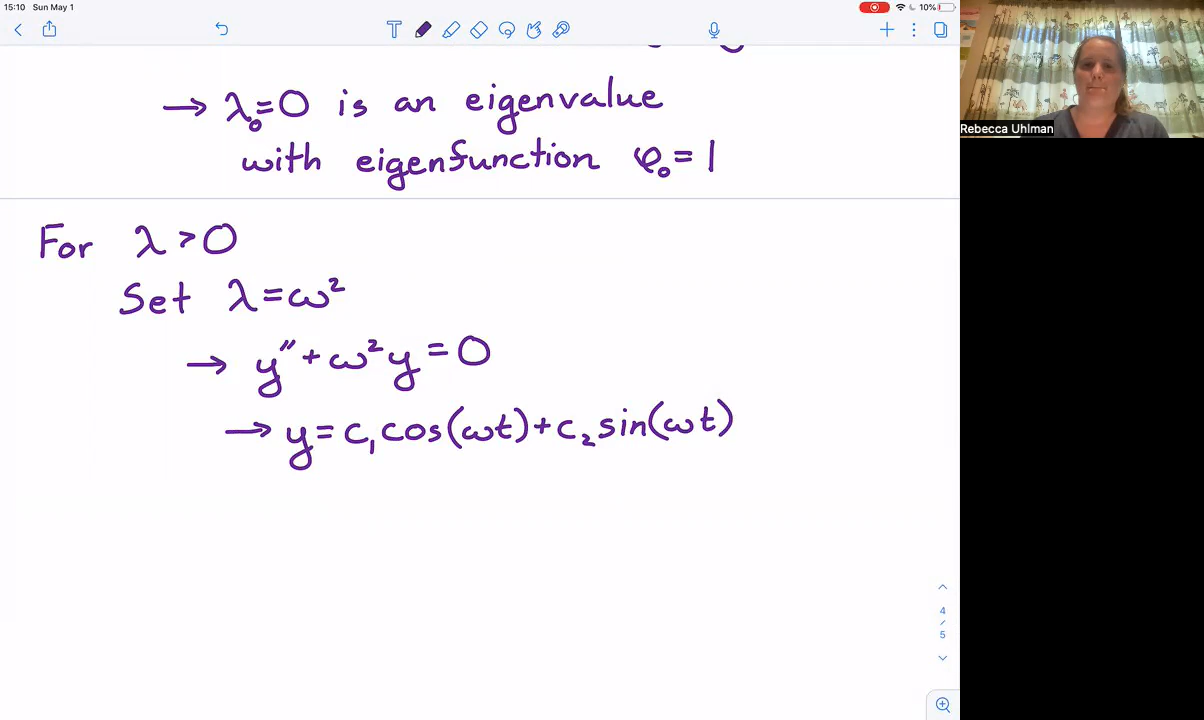 15:10 Sun May 1
10%
→ λ₀=0 is an eigenvalue
with eigenfunction φ₀=1
For λ>0
Set λ=ω²
→ y″+ω²y=0
→ y=c₁cos(ωt)+c₂sin(ωt)
4
/
5
Rebecca Uhlman